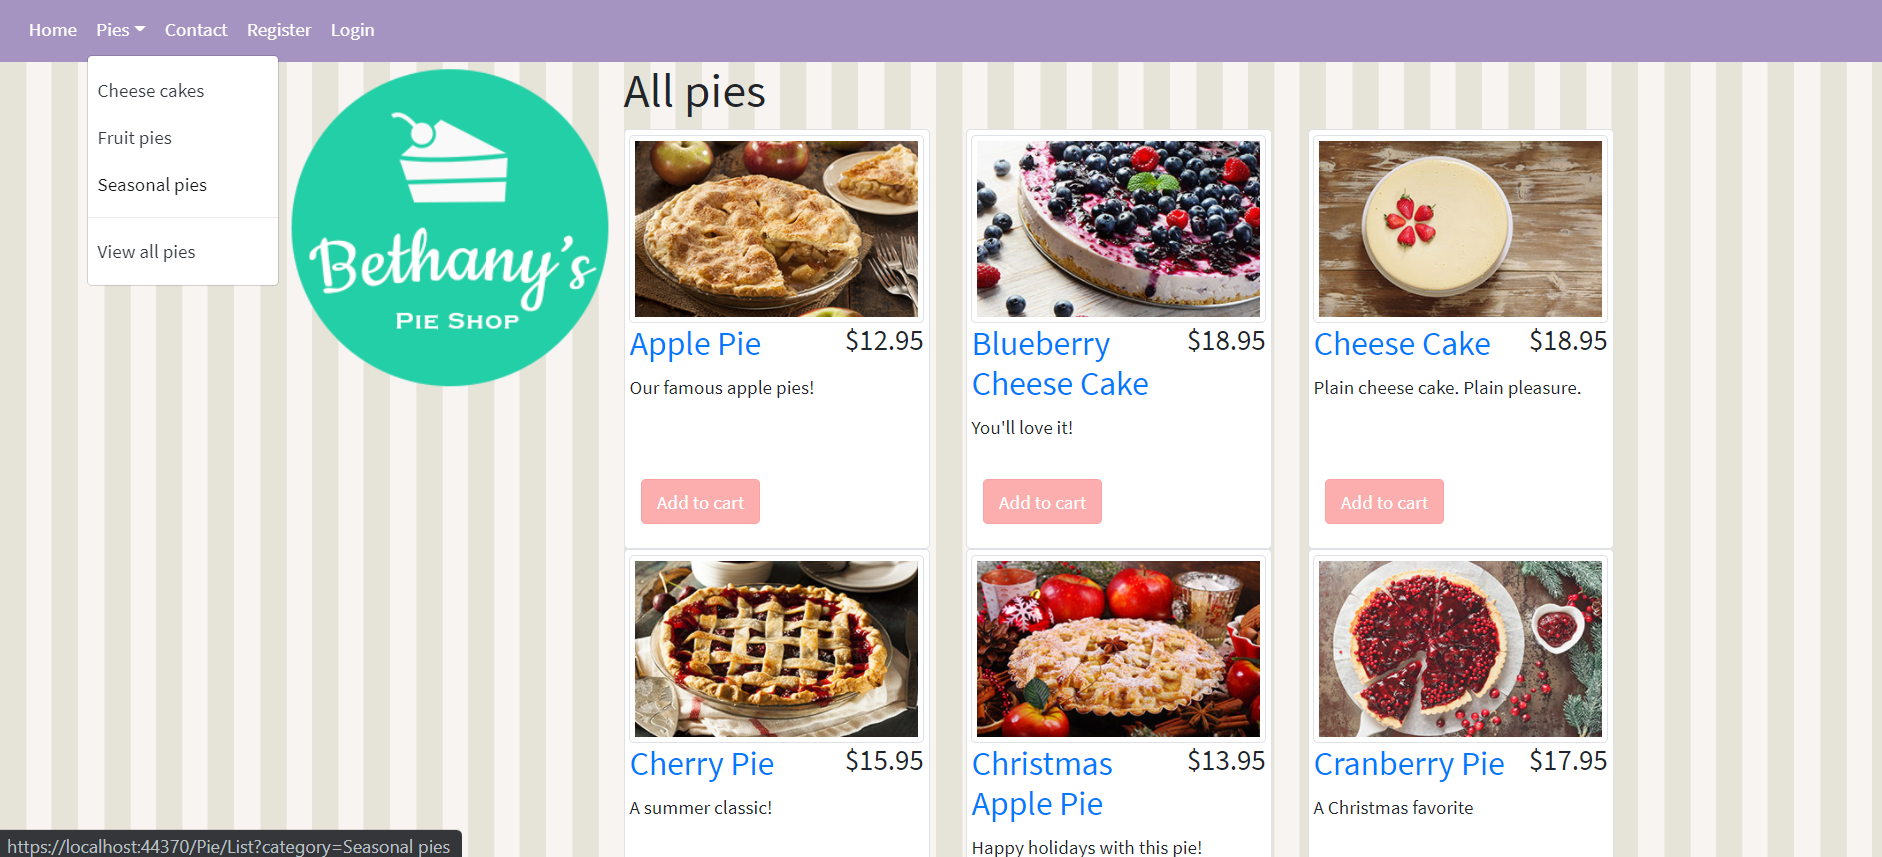 Home Pies Contact Register Login
Cheese cakes
Fruit pies
Seasonal pies
View all pies
Bethany's
PIE SHOP
All pies
Apple Pie $12.95
Our famous apple pies!
Add to cart
Blueberry $18.95
Cheese Cake
You'll love it!
Add to cart
Cheese Cake $18.95
Plain cheese cake. Plain pleasure.
Add to cart
Cherry Pie $15.95
A summer classic!
Christmas $13.95
Apple Pie
Happy holidays with this pie!
Cranberry Pie $17.95
A Christmas favorite
https://localhost:44370/Pie/List?category=Seasonal pies